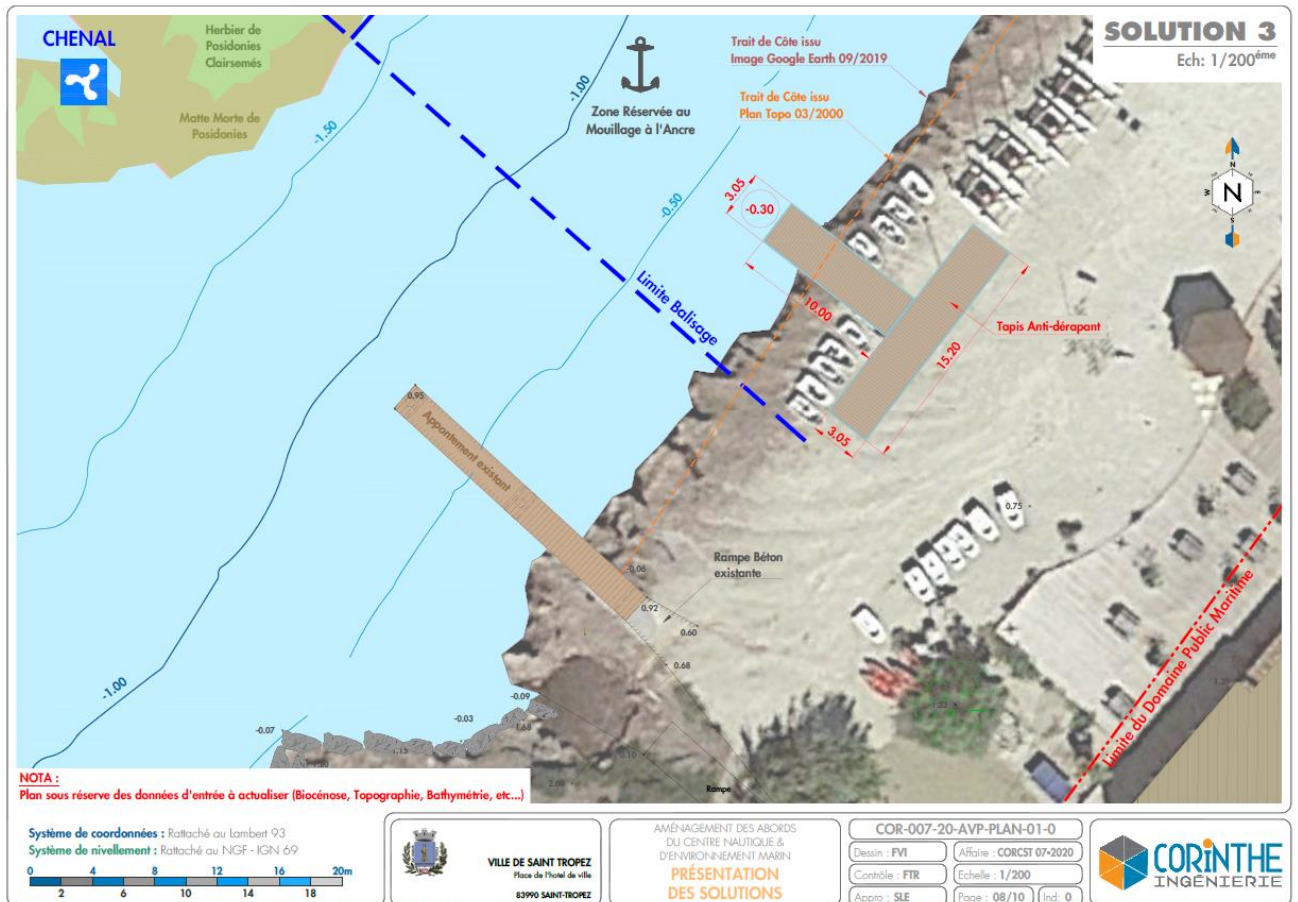 SOLUTION 3
Ech: 1/200éme
CHENAL
Herbier de
Posidonies
Clairsemés
Matte Morte de
Posidonies
-1.50
-1.00
-0.50
Zone Réservée au
Mouillage à l'Ancre
Trait de Côte issu
Image Google Earth 09/2019
Trait de Côte issu
Plan Topo 03/2000
N
W
E
S
N
3.05
-0.30
10.00
Limite Balisage
Tapis Anti-dérapant
15.20
3.05
0.95
Appontement existant
0.75
-0.06
Rampe Béton
existante
0.92
0.60
0.68
Limite du Domaine Public Maritime
-1.00
-0.09
-0.03
-0.07
1.68
1.15
0.10
Rampe
NOTA :
Plan sous réserve des données d'entrée à actualiser (Biocénose, Topographie, Bathymétrie, etc...)
Système de coordonnées : Rattaché au Lambert 93
Système de nivellement : Rattaché au NGF - IGN 69
0 4 8 12 16 20m
2 6 10 14 18
VILLE DE SAINT TROPEZ
Place de l'hotel de ville
83990 SAINT-TROPEZ
AMÉNAGEMENT DES ABORDS
DU CENTRE NAUTIQUE &
D'ENVIRONNEMENT MARIN
PRÉSENTATION
DES SOLUTIONS
COR-007-20-AVP-PLAN-01-0
Dessin : FVI
Affaire : CORCST 07-2020
Contrôle : FTR
Echelle : 1/200
Appro : SLE
Page : 08/10
Ind: 0
CORiNTHE
INGÉNIERIE